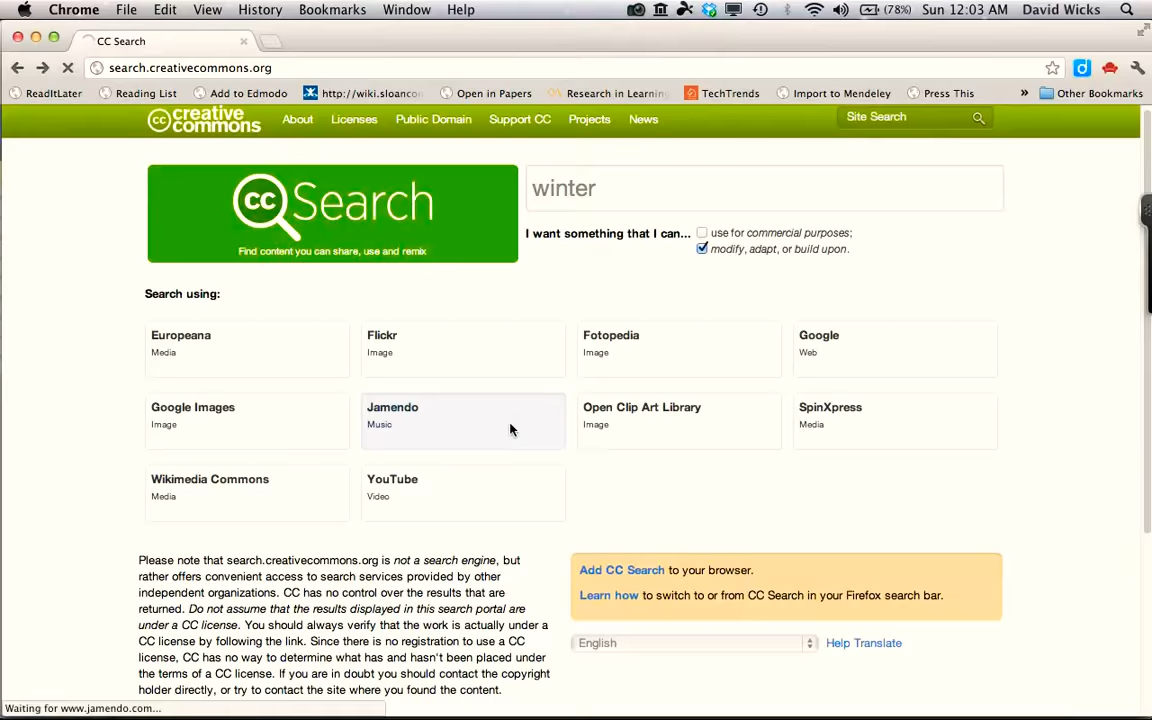 Chrome File Edit View History Bookmarks Window Help (78%) Sun 12:03 AM David Wicks
CC Search
search.creativecommons.org
ReadItLater Reading List Add to Edmodo http://wiki.sloancon Open in Papers Research in Learning TechTrends Import to Mendeley Press This » Other Bookmarks
cc creative commons About Licenses Public Domain Support CC Projects News Site Search
cc Search
Find content you can share, use and remix
winter
I want something that I can... use for commercial purposes;
modify, adapt, or build upon.
Search using:
Europeana Flickr Fotopedia Google
Media Image Image Web
Google Images Jamendo Open Clip Art Library SpinXpress
Image Music Image Media
Wikimedia Commons YouTube
Media Video
Please note that search.creativecommons.org is not a search engine, but
rather offers convenient access to search services provided by other
independent organizations. CC has no control over the results that are
returned. Do not assume that the results displayed in this search portal are
under a CC license. You should always verify that the work is actually under a
CC license by following the link. Since there is no registration to use a CC
license, CC has no way to determine what has and hasn't been placed under
the terms of a CC license. If you are in doubt you should contact the copyright
holder directly, or try to contact the site where you found the content.
Add CC Search to your browser.
Learn how to switch to or from CC Search in your Firefox search bar.
English Help Translate
Waiting for www.jamendo.com...